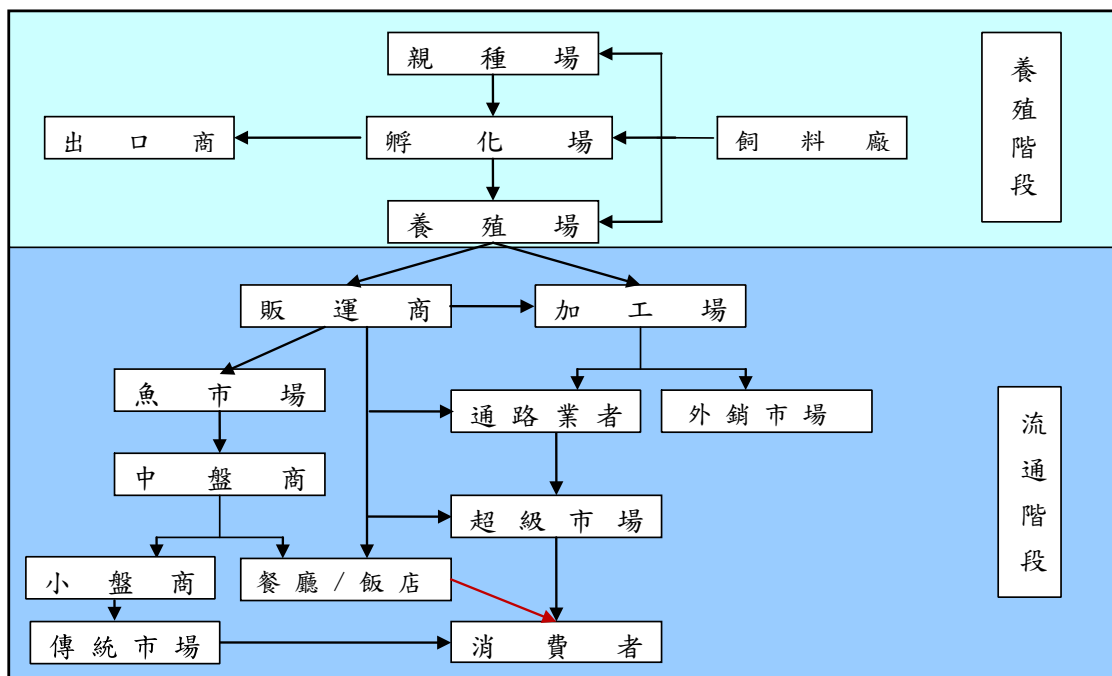 親種場
養殖階段
出口商
孵化場
飼料廠
養殖場
販運商
加工場
魚市場
通路業者
外銷市場
流通階段
中盤商
超級市場
小盤商
餐廳/飯店
傳統市場
消費者